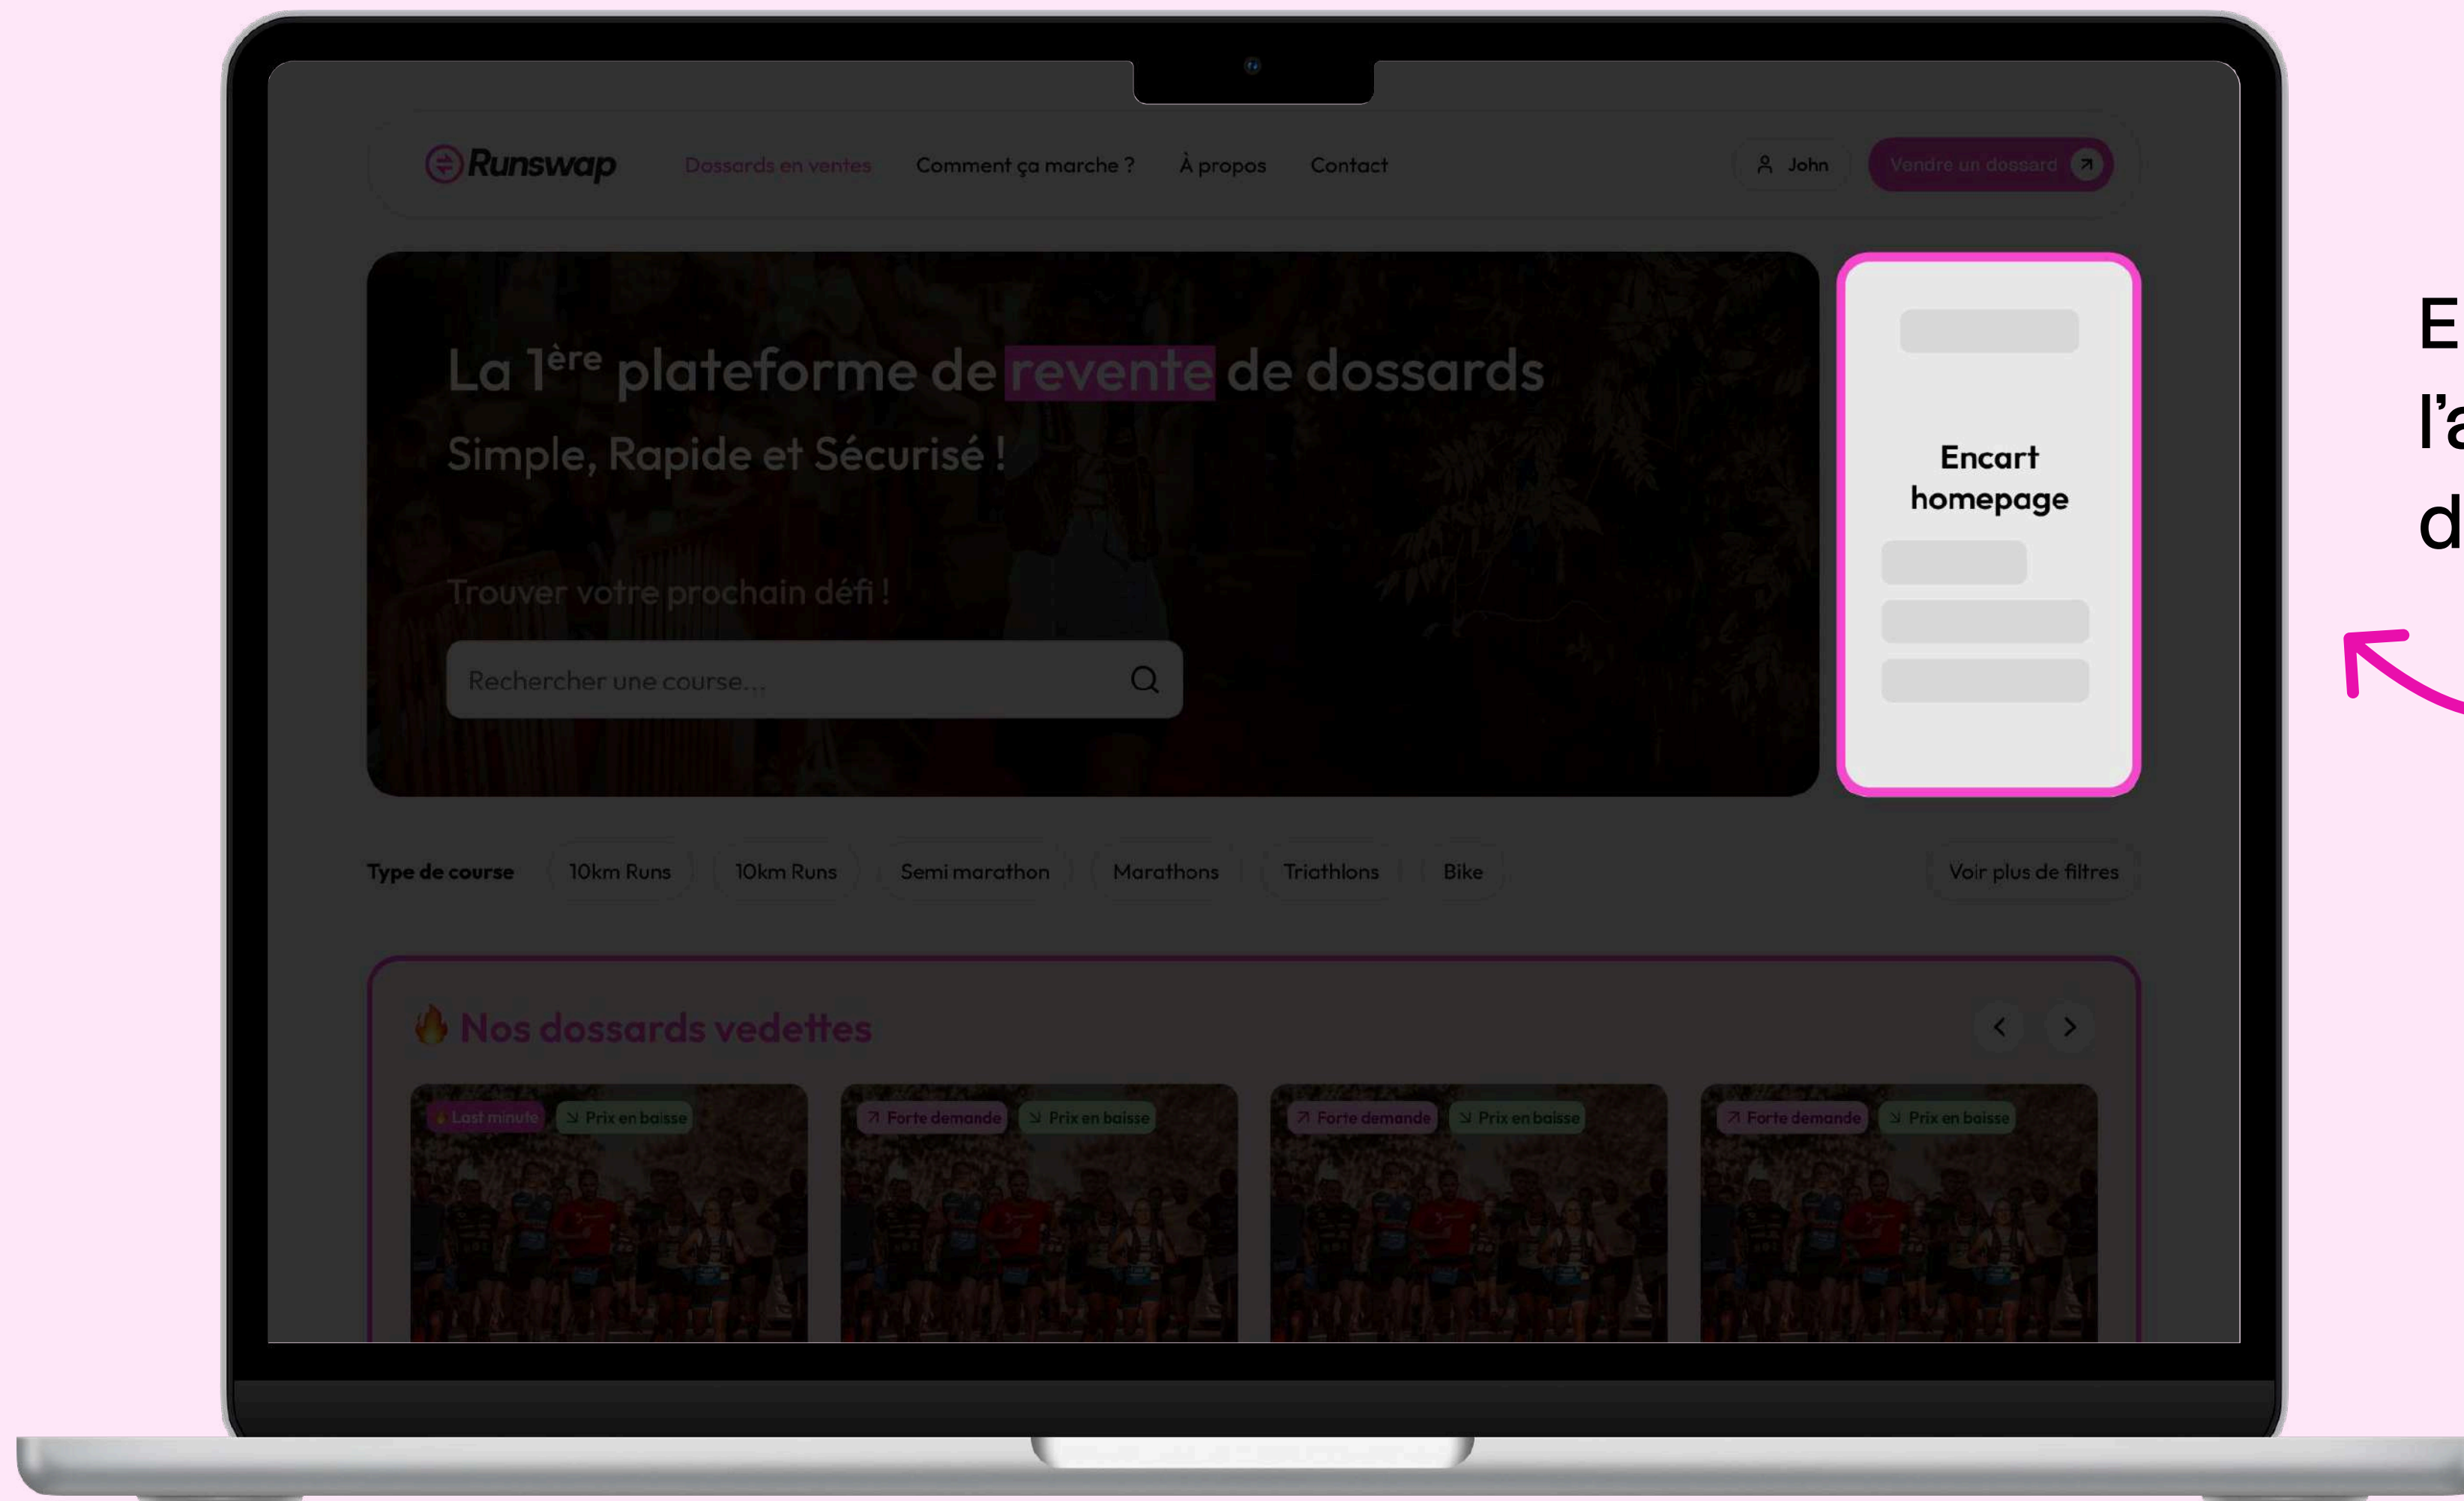 Runswap
Dossards en ventes
Comment ça marche ?
À propos
Contact
John
Vendre un dossard
La 1ère plateforme de revente de dossards
Simple, Rapide et Sécurisé !
Trouver votre prochain défi !
Rechercher une course...
Encart
homepage
E
l'a
d
Type de course
10km Runs
10km Runs
Semi marathon
Marathons
Triathlons
Bike
Voir plus de filtres
Nos dossards vedettes
Last minute
Prix en baisse
Forte demande
Prix en baisse
Forte demande
Prix en baisse
Forte demande
Prix en baisse